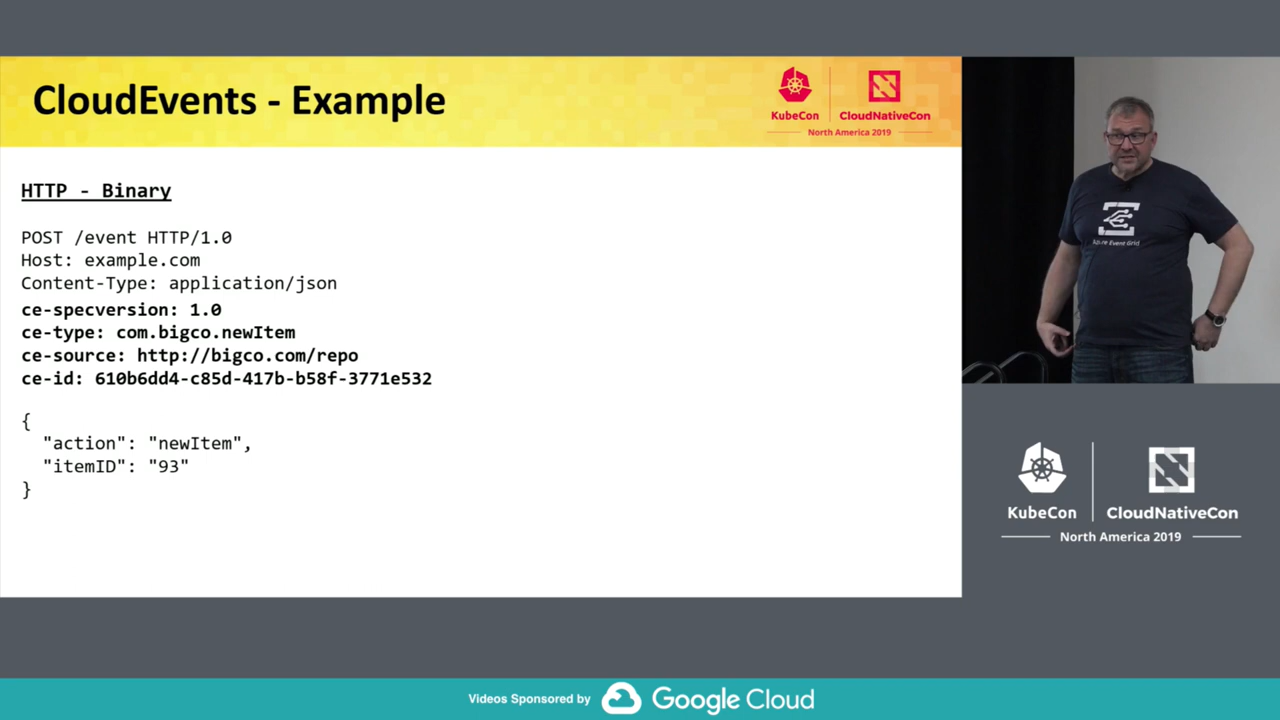 CloudEvents - Example
KubeCon
CloudNativeCon
North America 2019
HTTP - Binary
POST /event HTTP/1.0
Host: example.com
Content-Type: application/json
ce-specversion: 1.0
ce-type: com.bigco.newItem
ce-source: http://bigco.com/repo
ce-id: 610b6dd4-c85d-417b-b58f-3771e532
{
"action": "newItem",
"itemID": "93"
}
Azure Event Grid
KubeCon
CloudNativeCon
North America 2019
Videos Sponsored by Google Cloud